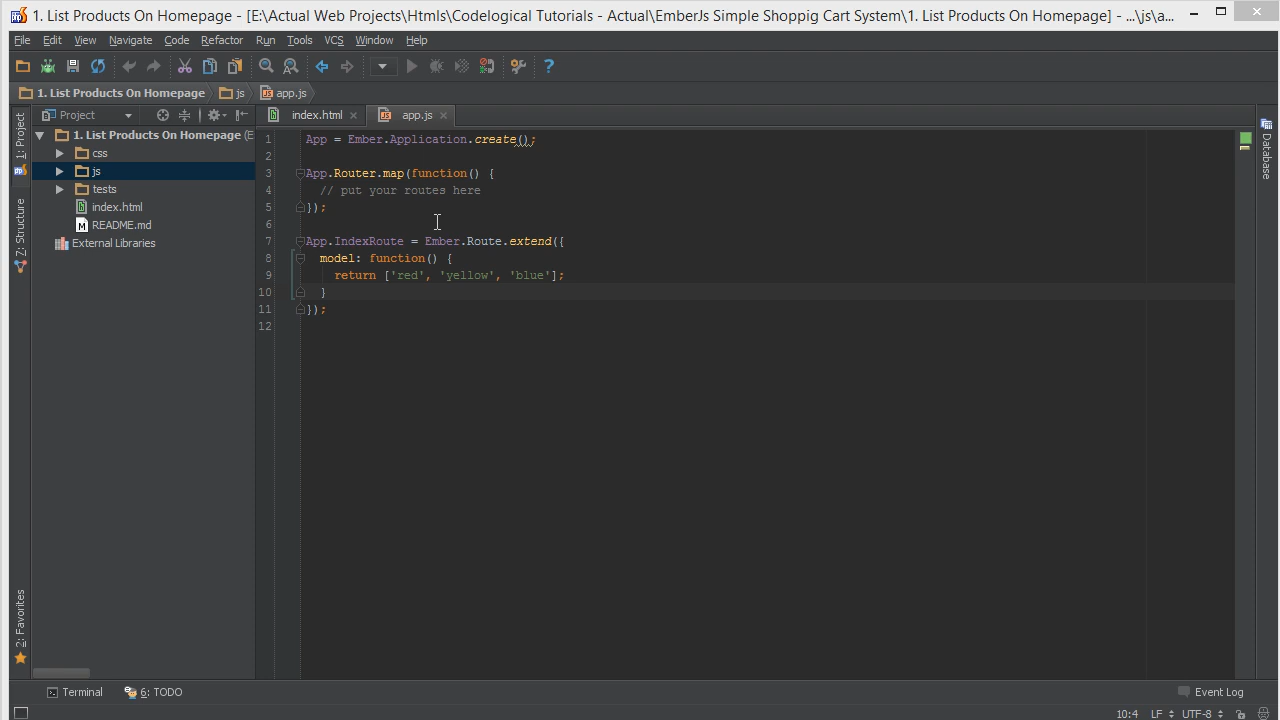 1. List Products On Homepage - [E:\Actual Web Projects\Htmls\Codelogical Tutorials - Actual\EmberJs Simple Shoppig Cart System\1. List Products On Homepage] - ...\js\a...
File Edit View Navigate Code Refactor Run Tools VCS Window Help
1. List Products On Homepage js app.js
Project index.html app.js
1: Project
Z: Structure
2: Favorites
Database
1. List Products On Homepage (E
css
js
tests
index.html
README.md
External Libraries
1 App = Ember.Application.create();
2
3 App.Router.map(function() {
4 // put your routes here
5 });
6
7 App.IndexRoute = Ember.Route.extend({
8 model: function() {
9 return ['red', 'yellow', 'blue'];
10 }
11 });
12
Terminal 6: TODO Event Log
10:4 LF UTF-8